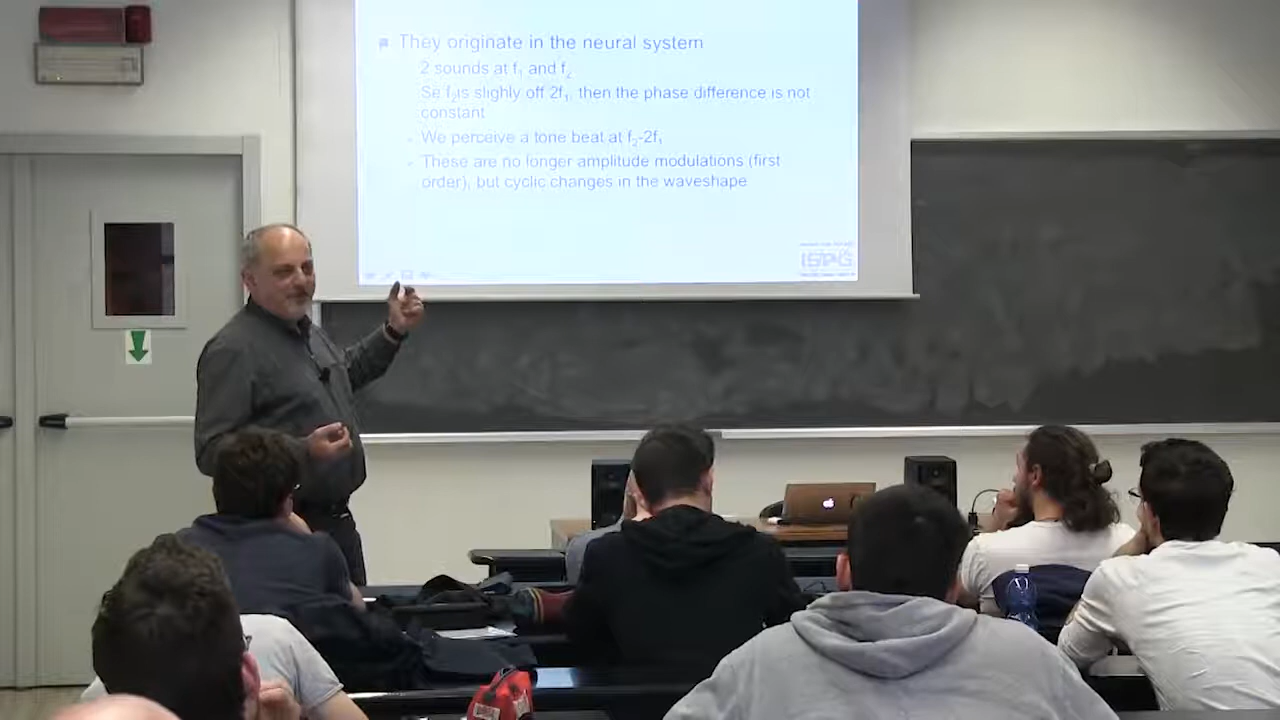 They originate in the neural system
2 sounds at f1 and f2
Se f2 is slighly off 2f1, then the phase difference is not
constant
We perceive a tone beat at f2-2f1
These are no longer amplitude modulations (first
order), but cyclic changes in the waveshape
ISPG